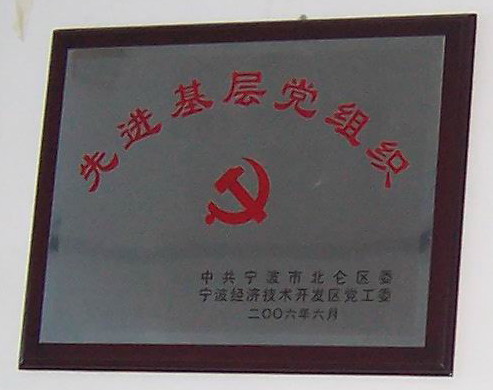 先进基层党组织
中共宁波市北仑区委
宁波经济技术开发区党工委
二〇〇六年六月